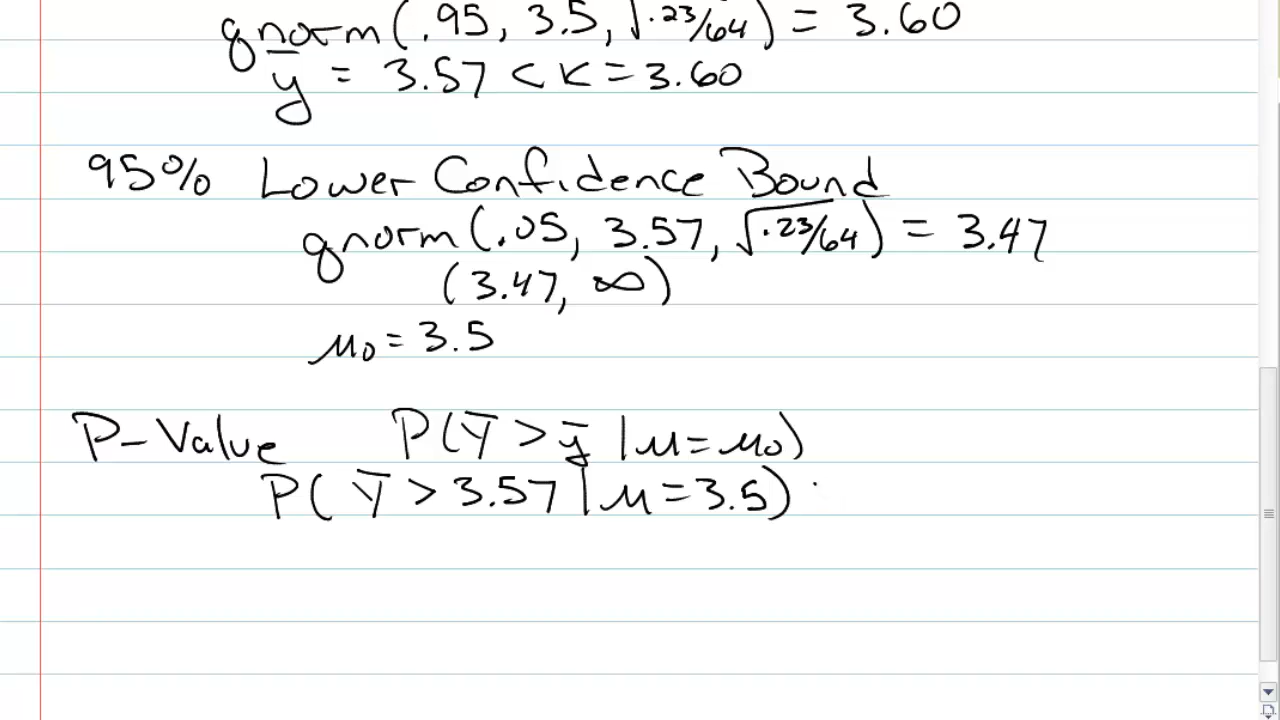 qnorm(.95, 3.5, √.23/64) = 3.60
y̅ = 3.57 < K = 3.60
95% Lower Confidence Bound
qnorm(.05, 3.57, √.23/64) = 3.47
(3.47, ∞)
μ₀ = 3.5
P-Value P(Y̅ > y̅ | μ = μ₀)
P( Y̅ > 3.57 | μ = 3.5)